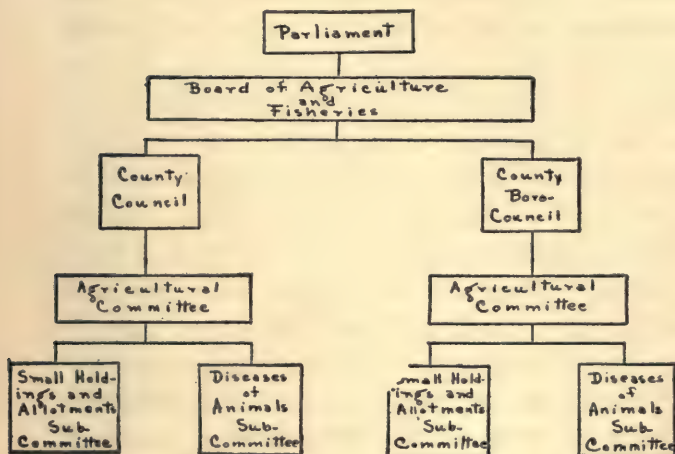 Parliament
Board of Agriculture
and
Fisheries
County
Council
County
Boro-
Council
Agricultural
Committee
Agricultural
Committee
Small Hold-
ings and
Allotments
Sub-
Committee
Diseases
of
Animals
Sub-
Committee
Small Hold-
ings and
Allotments
Sub-
Committee
Diseases
of
Animals
Sub-
Committee